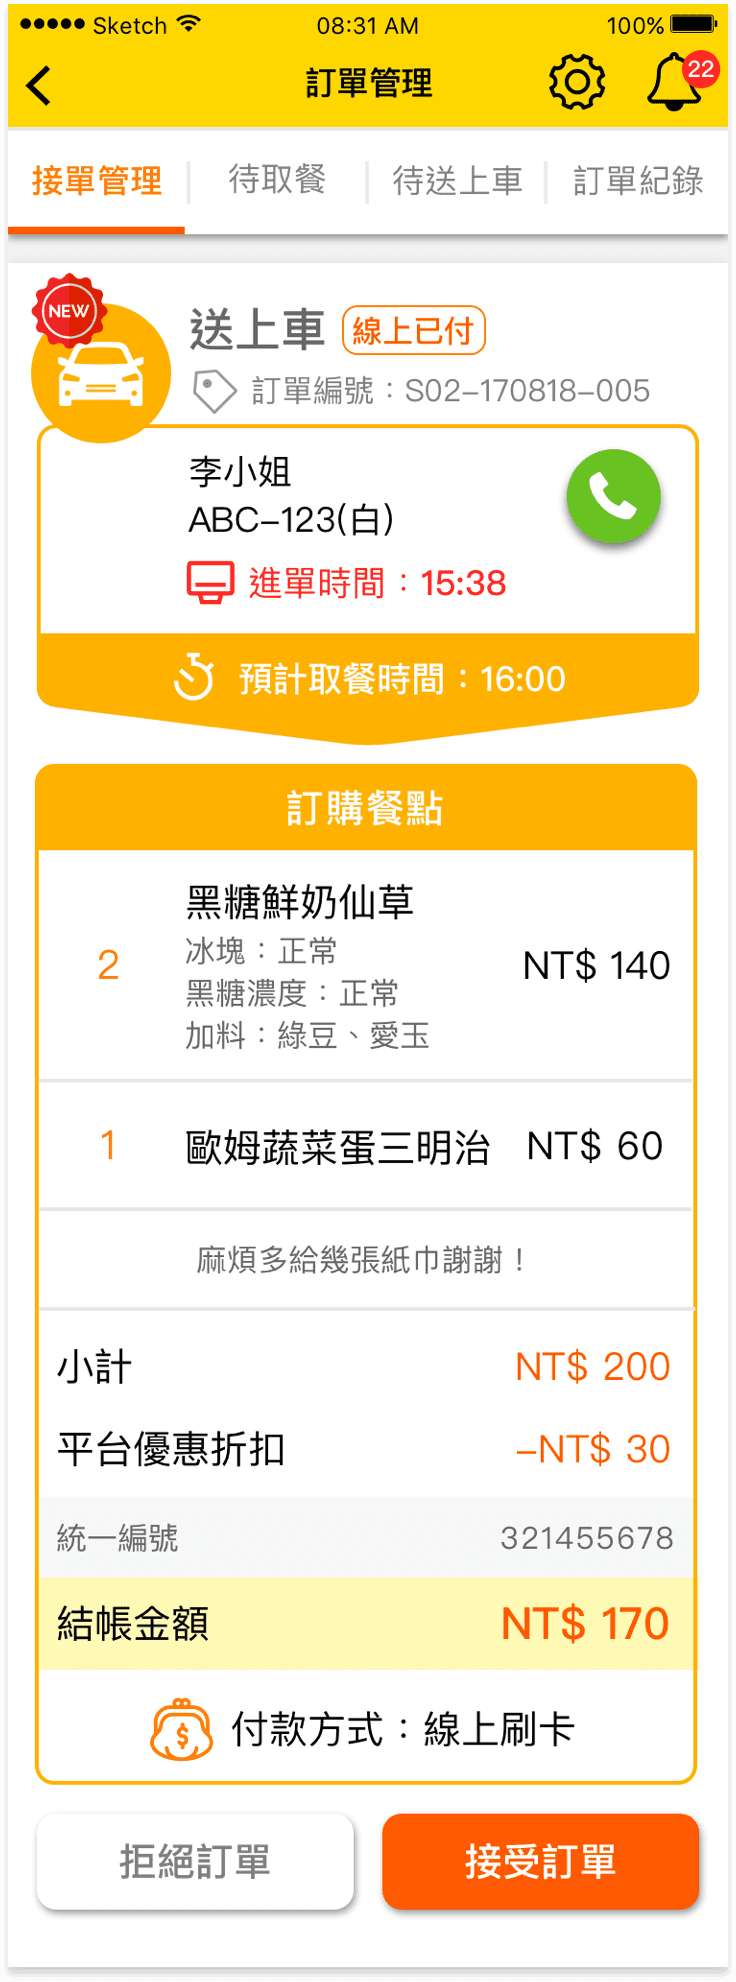 Sketch 08:31 AM 100%
訂單管理 22
接單管理 待取餐 待送上車 訂單紀錄
NEW
送上車 線上已付
訂單編號：S02-170818-005
李小姐
ABC-123(白)
進單時間：15:38
預計取餐時間：16:00
訂購餐點
黑糖鮮奶仙草
冰塊：正常
2 NT$ 140
黑糖濃度：正常
加料：綠豆、愛玉
1 歐姆蔬菜蛋三明治 NT$ 60
麻煩多給幾張紙巾謝謝！
小計 NT$ 200
平台優惠折扣 -NT$ 30
統一編號 321455678
結帳金額 NT$ 170
$ 付款方式：線上刷卡
拒絕訂單 接受訂單